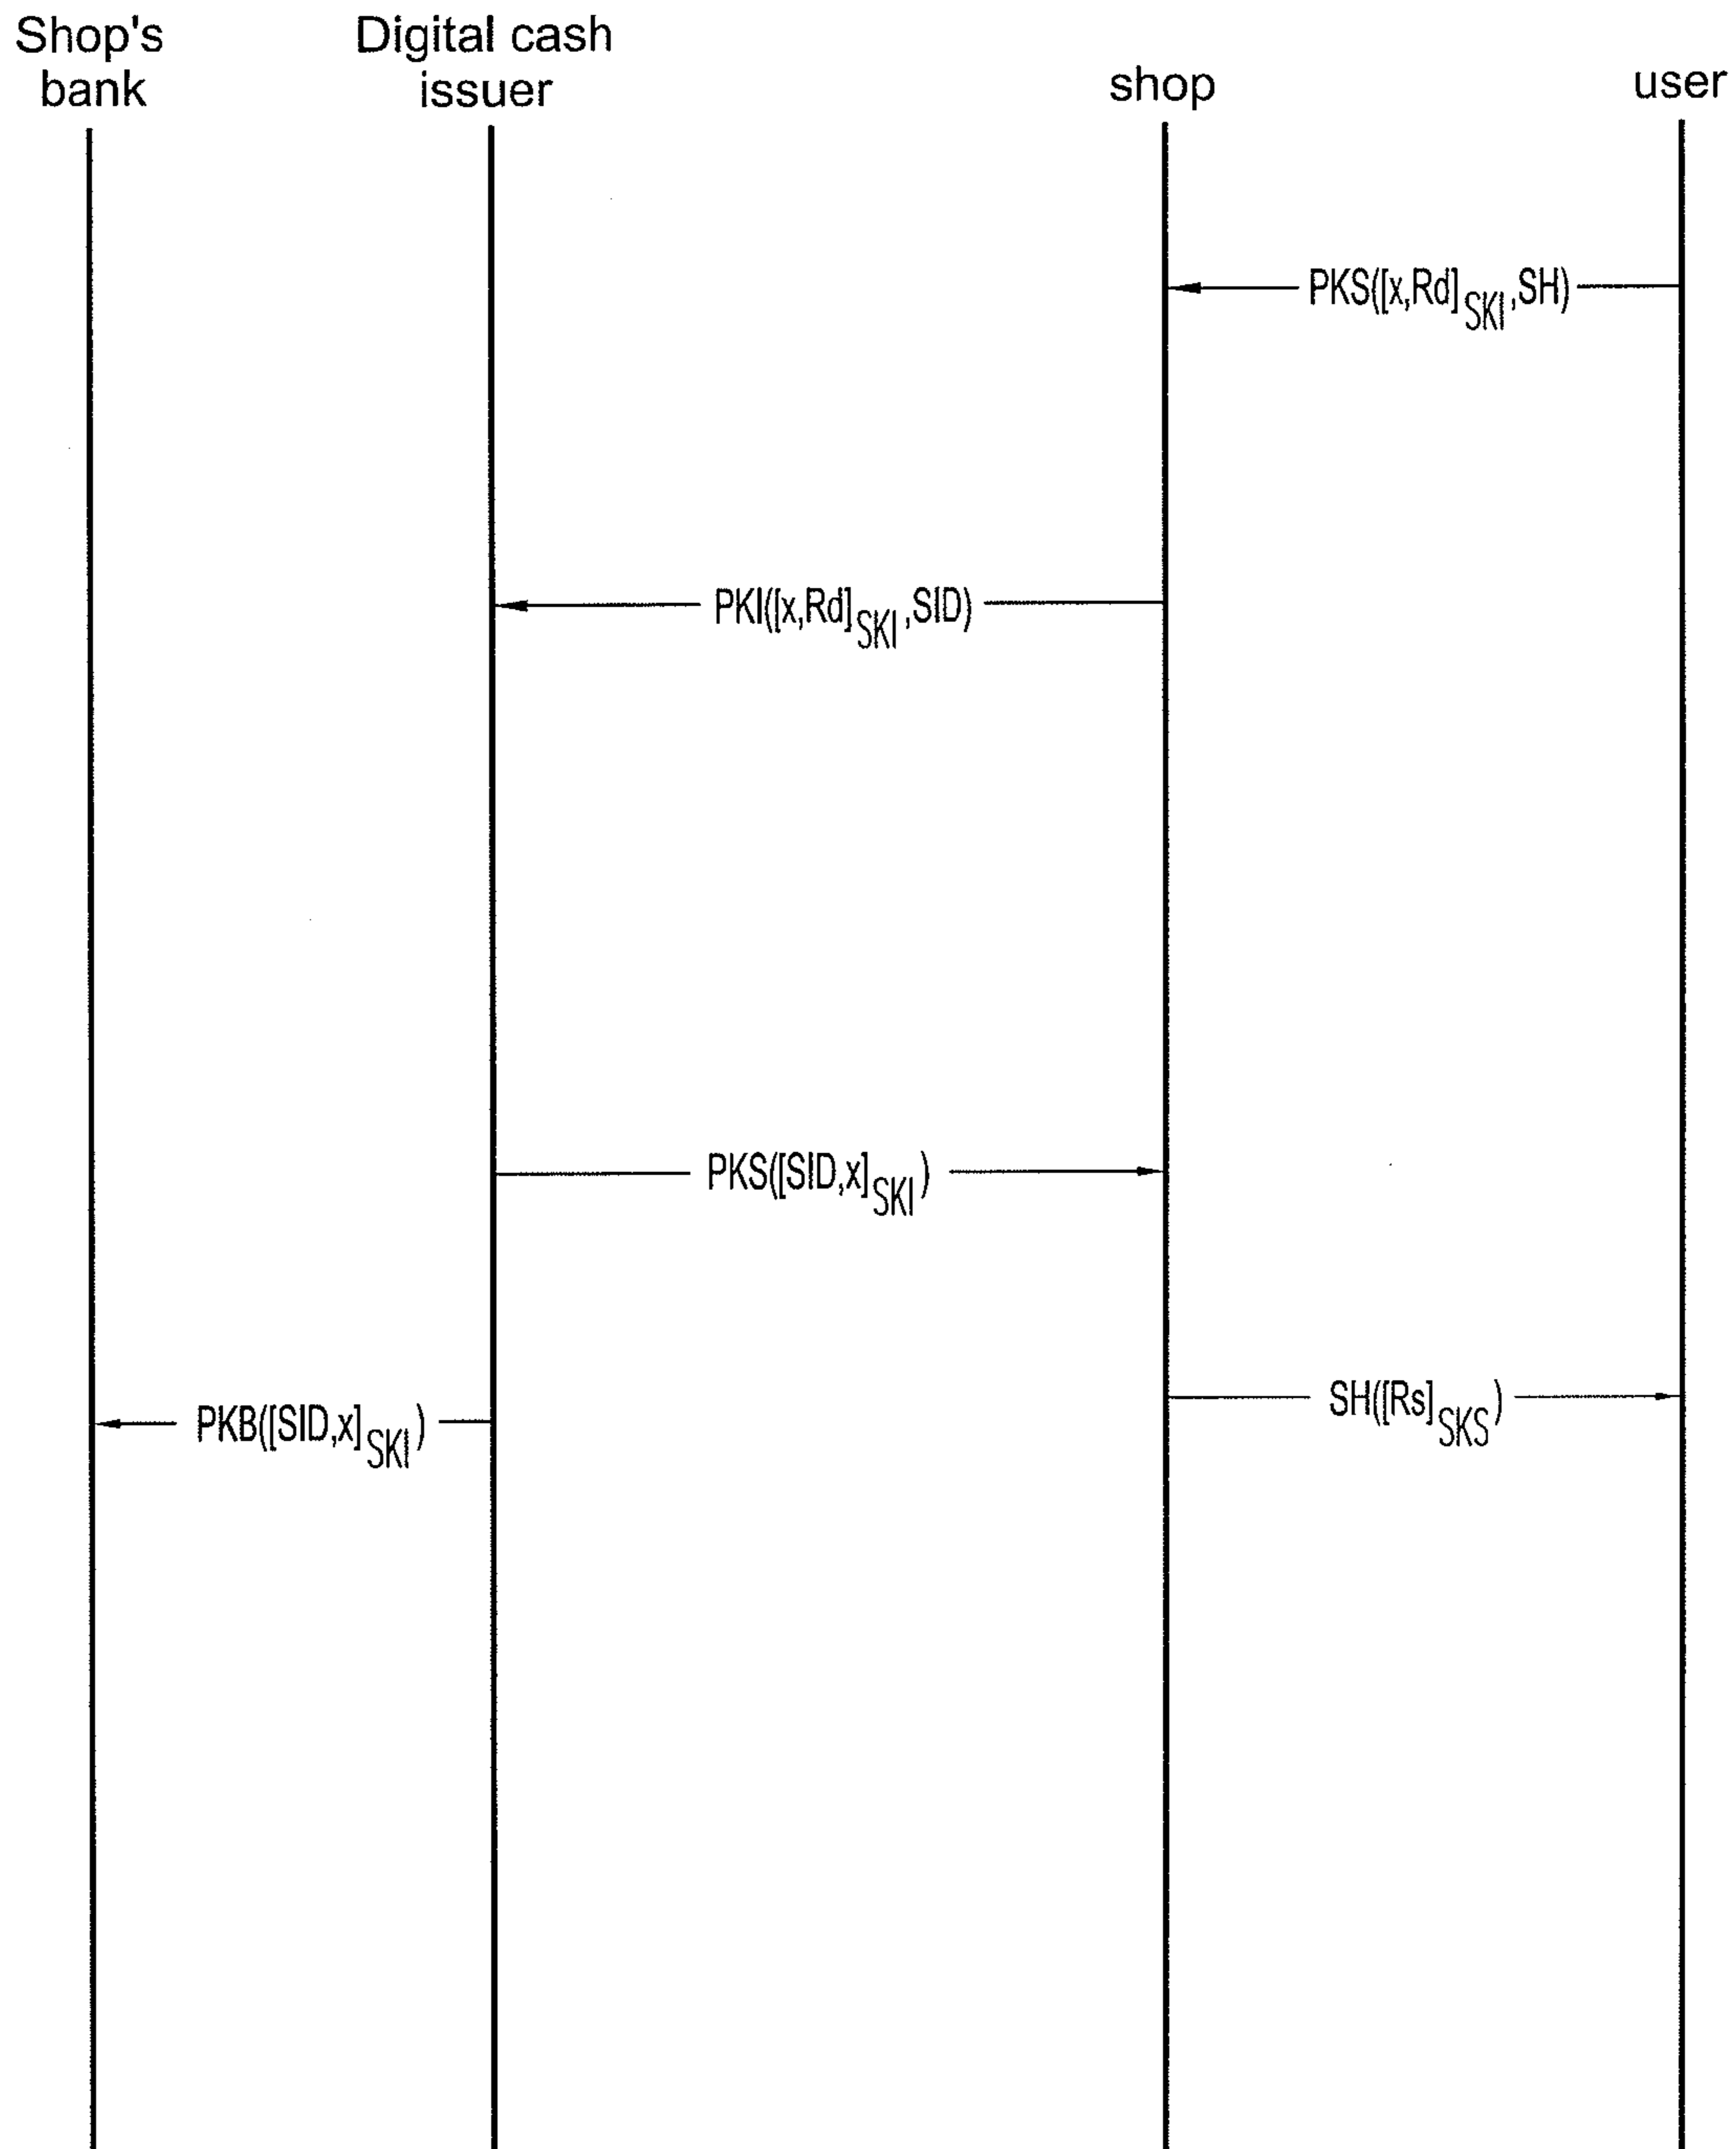 Shop's
bank
Digital cash
issuer
shop
user
PKS([x,Rd]SKI,SH)
PKI([x,Rd]SKI,SID)
PKS([SID,x]SKI)
SH([Rs]SKS)
PKB([SID,x]SKI)